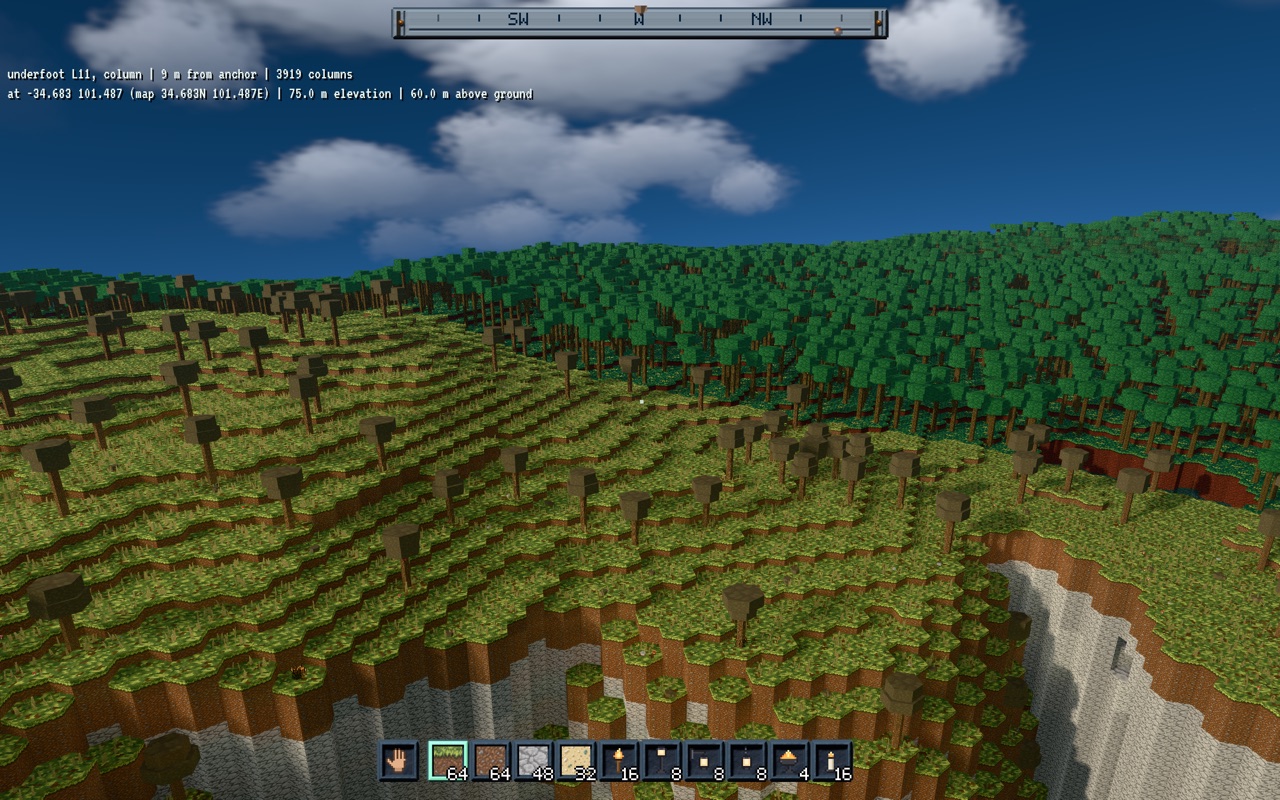 SW W NW
underfoot L11, column | 9 m from anchor | 3919 columns
at -34.683 101.487 (map 34.683N 101.487E) | 75.0 m elevation | 60.0 m above ground
64 64 48 32 16 8 8 8 4 16